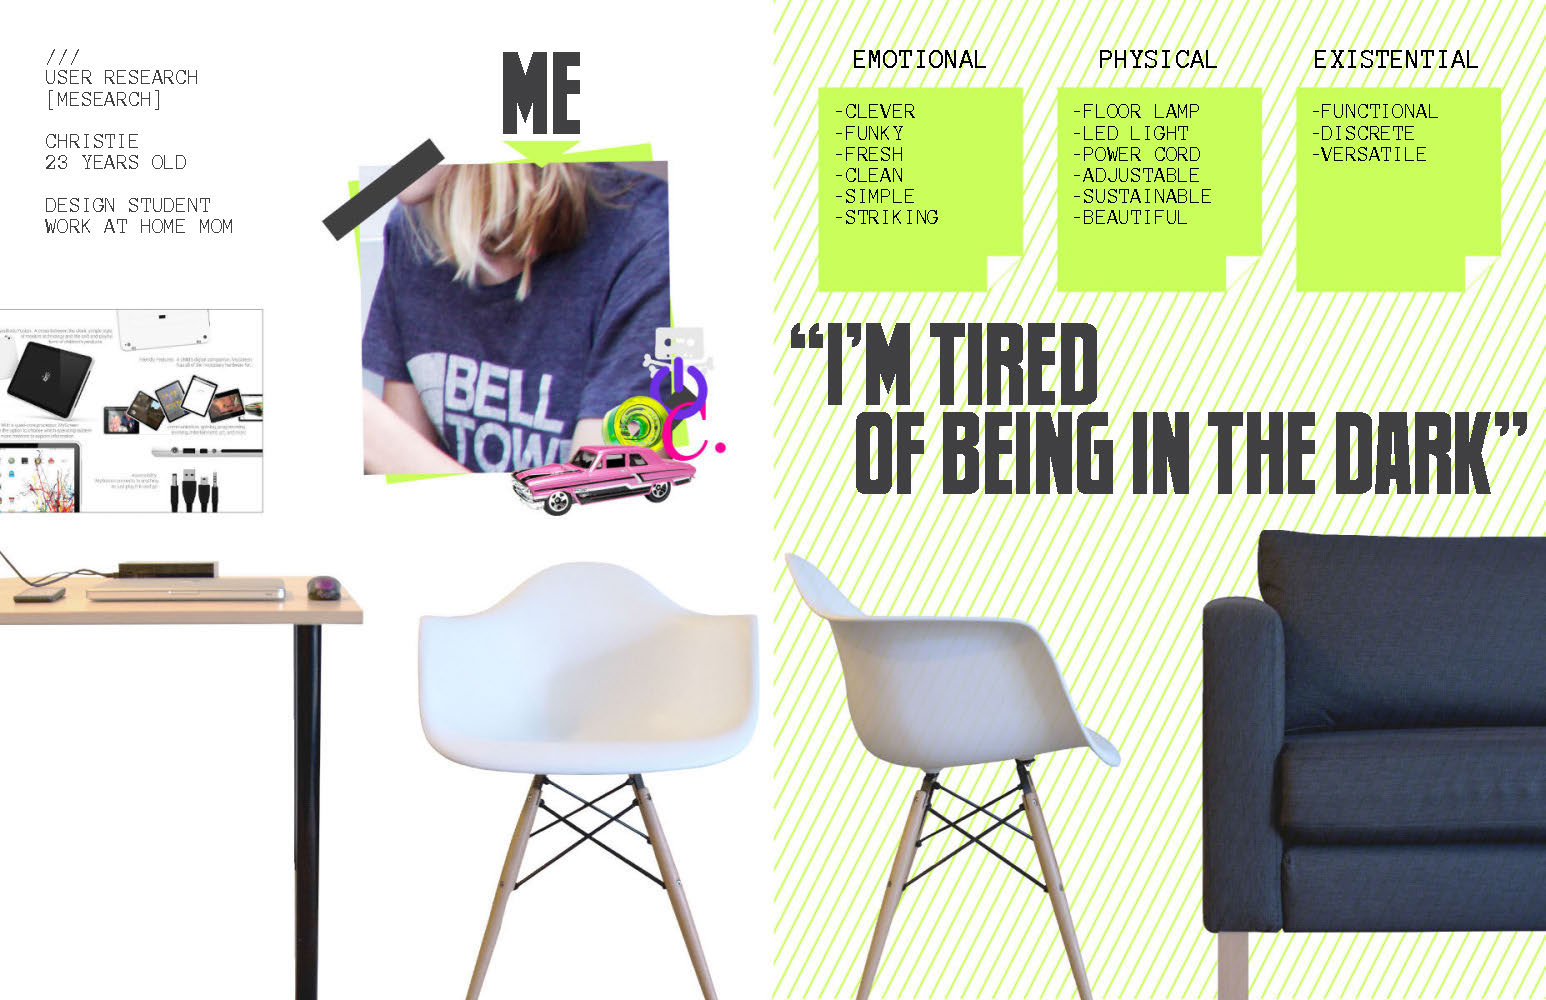 ///
USER RESEARCH
[MESEARCH]
CHRISTIE
23 YEARS OLD
DESIGN STUDENT
WORK AT HOME MOM
ME
BELL
TOWN
C.
EMOTIONAL
-CLEVER
-FUNKY
-FRESH
-CLEAN
-SIMPLE
-STRIKING
PHYSICAL
-FLOOR LAMP
-LED LIGHT
-POWER CORD
-ADJUSTABLE
-SUSTAINABLE
-BEAUTIFUL
EXISTENTIAL
-FUNCTIONAL
-DISCRETE
-VERSATILE
“I’M TIRED
OF BEING IN THE DARK”